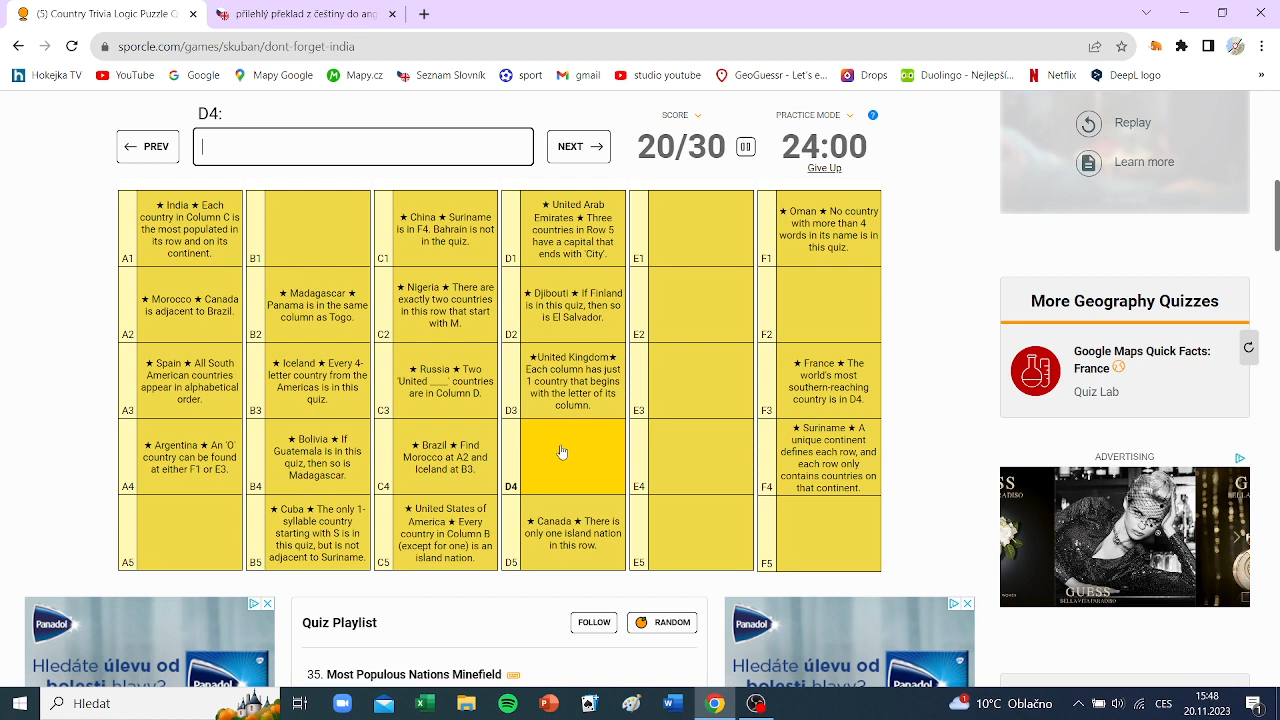 (5) Country Trivia Logic Puzzle C
přílehlý překlad z češtiny do ang
sporcle.com/games/skuban/dont-forget-india
Hokejka TV
YouTube
Google
Mapy Google
Mapy.cz
Seznam Slovník
sport
gmail
studio youtube
GeoGuessr - Let's e...
Drops
Duolingo - Nejlepší...
Netflix
DeepL logo
»
D4:
← PREV
NEXT →
SCORE
20/30
PRACTICE MODE
24:00
Give Up
A1
★ India ★ Each
country in Column C is
the most populated in
its row and on its
continent.
B1
C1
★ China ★ Suriname
is in F4. Bahrain is not
in the quiz.
D1
★ United Arab
Emirates ★ Three
countries in Row 5
have a capital that
ends with 'City'.
E1
F1
★ Oman ★ No country
with more than 4
words in its name is in
this quiz.
A2
★ Morocco ★ Canada
is adjacent to Brazil.
B2
★ Madagascar ★
Panama is in the same
column as Togo.
C2
★ Nigeria ★ There are
exactly two countries
in this row that start
with M.
D2
★ Djibouti ★ If Finland
is in this quiz, then so
is El Salvador.
E2
F2
A3
★ Spain ★ All South
American countries
appear in alphabetical
order.
B3
★ Iceland ★ Every 4-
letter country from the
Americas is in this
quiz.
C3
★ Russia ★ Two
'United ____' countries
are in Column D.
D3
★United Kingdom★
Each column has just
1 country that begins
with the letter of its
column.
E3
F3
★ France ★ The
world's most
southern-reaching
country is in D4.
A4
★ Argentina ★ An 'O'
country can be found
at either F1 or E3.
B4
★ Bolivia ★ If
Guatemala is in this
quiz, then so is
Madagascar.
C4
★ Brazil ★ Find
Morocco at A2 and
Iceland at B3.
D4
E4
F4
★ Suriname ★ A
unique continent
defines each row, and
each row only
contains countries on
that continent.
A5
B5
★ Cuba ★ The only 1-
syllable country
starting with S is in
this quiz, but is not
adjacent to Suriname.
C5
★ United States of
America ★ Every
country in Column B
(except for one) is an
island nation.
D5
★ Canada ★ There is
only one island nation
in this row.
E5
F5
Replay
Learn more
More Geography Quizzes
Google Maps Quick Facts:
France
Quiz Lab
ADVERTISING
GUESS
BELLA VITA PARADISO
Panadol
Hledáte úlevu od
Quiz Playlist
FOLLOW
RANDOM
35. Most Populous Nations Minefield
Panadol
Hledáte úlevu od
Hledat
10°C Oblačno
15:48
20.11.2023